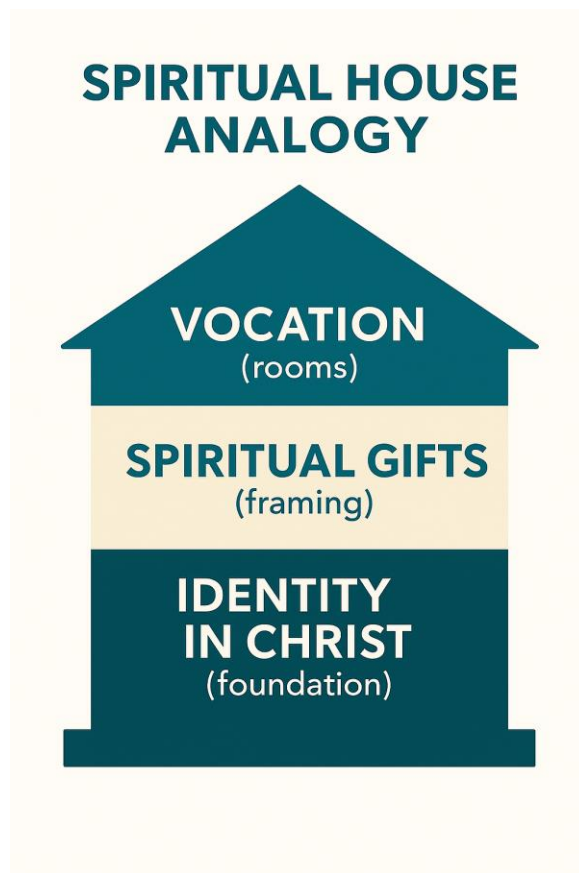 SPIRITUAL HOUSE
ANALOGY
VOCATION
(rooms)
SPIRITUAL GIFTS
(framing)
IDENTITY
IN CHRIST
(foundation)